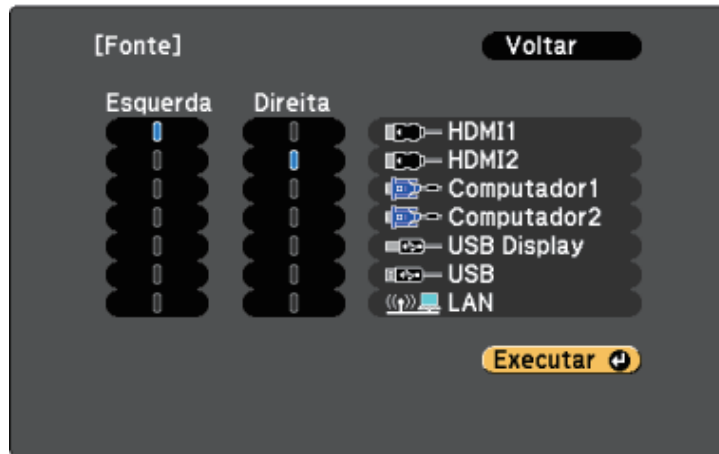 [Fonte] Voltar
Esquerda Direita
HDMI1
HDMI2
Computador1
Computador2
USB Display
USB
LAN
Executar